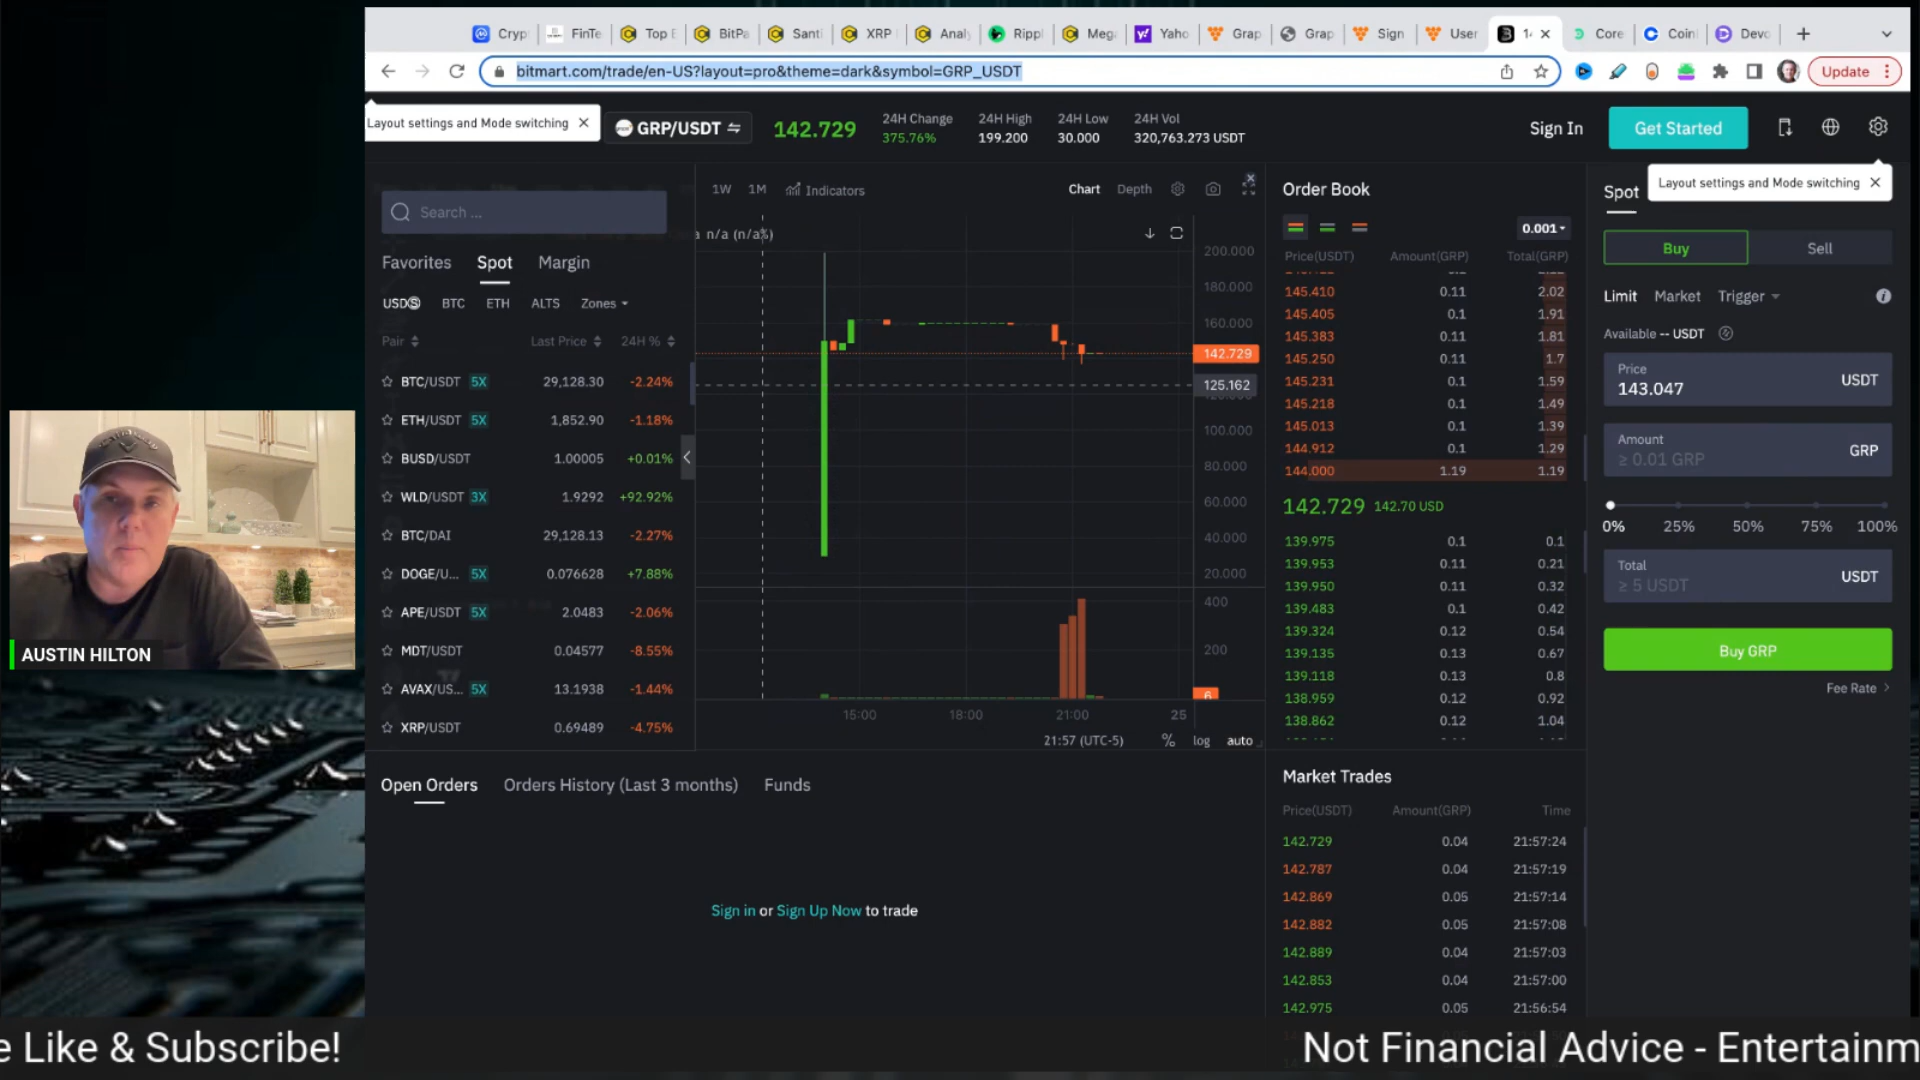 Cryp
FinTe
Top E
BitPa
Santi
XRP
Anal
Rippl
Meg
Yaho
Grap
Grap
Sign
User
14
Core
Coin
Devc
bitmart.com/trade/en-US?layout=pro&theme=dark&symbol=GRP_USDT
Update
Layout settings and Mode switching
GRP/USDT
142.729
24H Change
375.76%
24H High
199.200
24H Low
30.000
24H Vol
320,763.273 USDT
Sign In
Get Started
Layout settings and Mode switching
Search ...
Favorites Spot Margin
USDⓈ BTC ETH ALTS Zones
Pair Last Price 24H %
BTC/USDT 5X 29,128.30 -2.24%
ETH/USDT 5X 1,852.90 -1.18%
BUSD/USDT 1.00005 +0.01%
WLD/USDT 3X 1.9292 +92.92%
BTC/DAI 29,128.13 -2.27%
DOGE/U... 5X 0.076628 +7.88%
APE/USDT 5X 2.0483 -2.06%
MDT/USDT 0.04577 -8.55%
AVAX/US... 5X 13.1938 -1.44%
XRP/USDT 0.69489 -4.75%
1W 1M Indicators Chart Depth
a n/a (n/a%)
200.000
180.000
160.000
142.729
125.162
100.000
80.000
60.000
40.000
20.000
400
200
6
15:00 18:00 21:00 25
21:57 (UTC-5) % log auto
Order Book
0.001
Price(USDT) Amount(GRP) Total(GRP)
145.410 0.11 2.02
145.405 0.1 1.91
145.383 0.11 1.81
145.250 0.11 1.7
145.231 0.1 1.59
145.218 0.1 1.49
145.013 0.1 1.39
144.912 0.1 1.29
144.000 1.19 1.19
142.729 142.70 USD
139.975 0.1 0.1
139.953 0.11 0.21
139.950 0.11 0.32
139.483 0.1 0.42
139.324 0.12 0.54
139.135 0.13 0.67
139.118 0.13 0.8
138.959 0.12 0.92
138.862 0.12 1.04
Market Trades
Price(USDT) Amount(GRP) Time
142.729 0.04 21:57:24
142.787 0.04 21:57:19
142.869 0.05 21:57:14
142.882 0.05 21:57:08
142.889 0.04 21:57:03
142.853 0.04 21:57:00
142.975 0.05 21:56:54
Spot
Buy Sell
Limit Market Trigger
Available -- USDT
Price
143.047 USDT
Amount
≥ 0.01 GRP GRP
0% 25% 50% 75% 100%
Total
≥ 5 USDT USDT
Buy GRP
Fee Rate
Open Orders Orders History (Last 3 months) Funds
Sign in or Sign Up Now to trade
AUSTIN HILTON
e Like & Subscribe!
Not Financial Advice - Entertainm